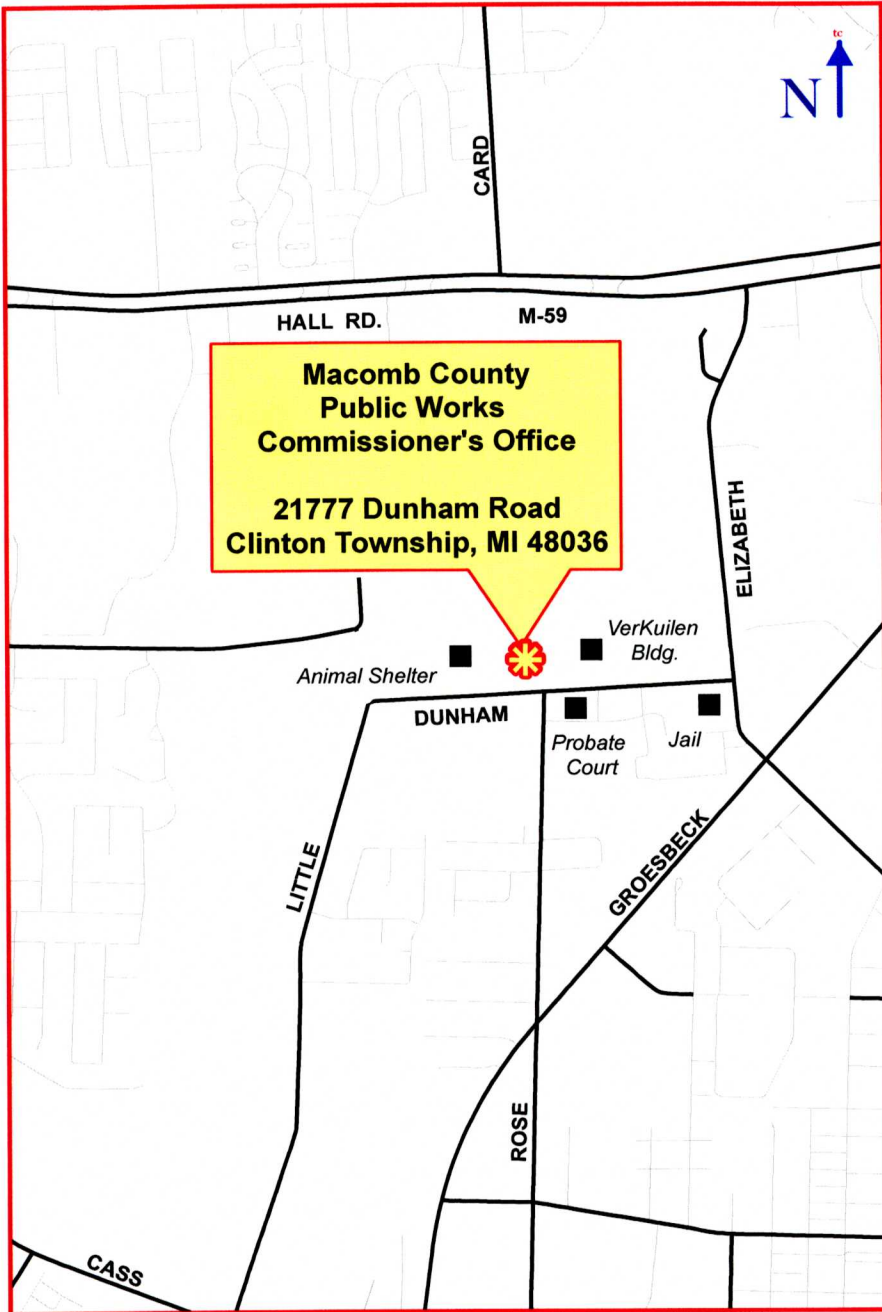 tc
N
CARD
HALL RD.
M-59
Macomb County
Public Works
Commissioner's Office
21777 Dunham Road
Clinton Township, MI 48036
ELIZABETH
VerKuilen
Bldg.
Animal Shelter
DUNHAM
Probate
Court
Jail
LITTLE
GROESBECK
ROSE
CASS